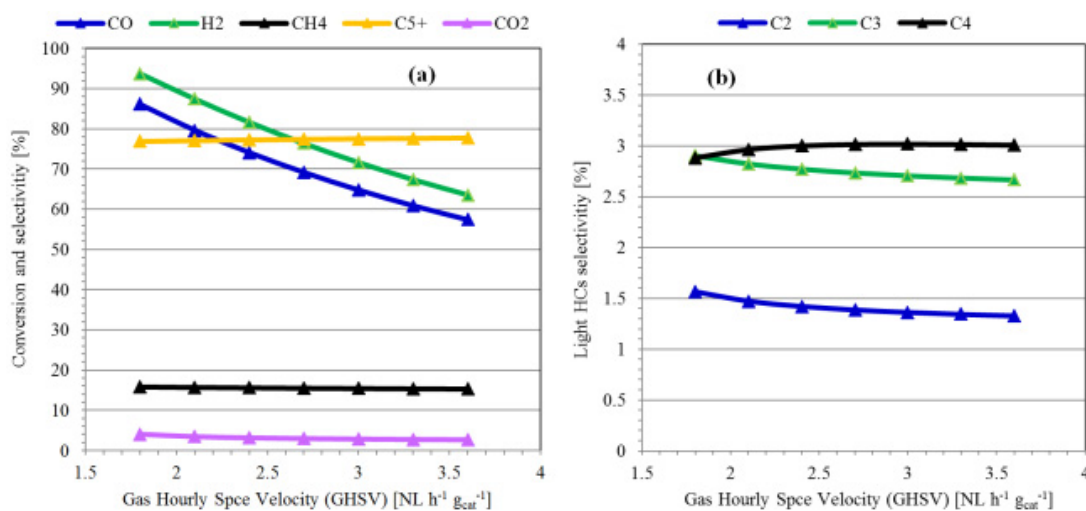 CO H2 CH4 C5+ CO2
(a)
Conversion and selectivitiy [%]
100
90
80
70
60
50
40
30
20
10
0
1.5 2 2.5 3 3.5 4
Gas Hourly Spce Velocity (GHSV) [NL h⁻¹ g_cat⁻¹]
C2 C3 C4
(b)
Light HCs selectivity [%]
4
3.5
3
2.5
2
1.5
1
0.5
0
1.5 2 2.5 3 3.5 4
Gas Hourly Spce Velocity (GHSV) [NL h⁻¹ g_cat⁻¹]